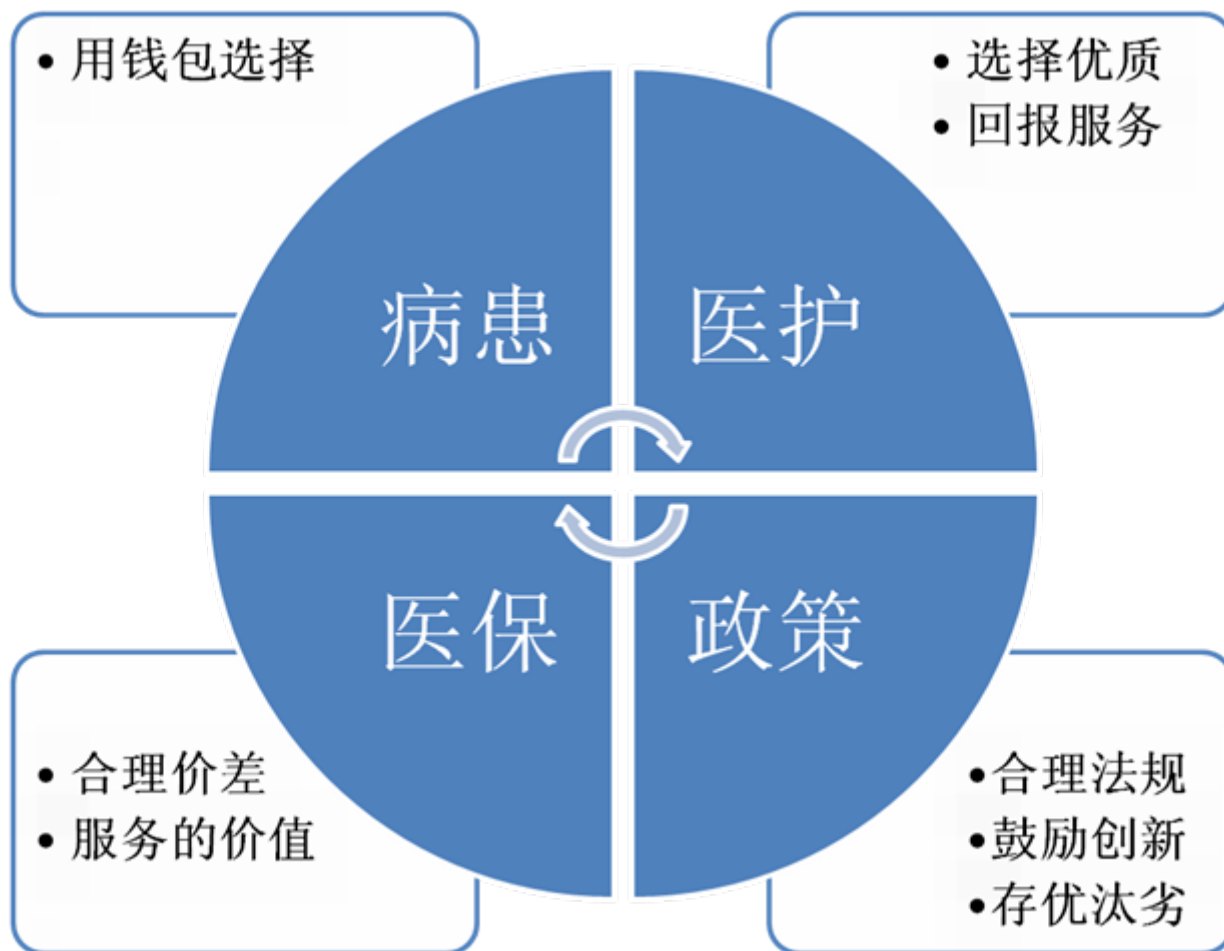 • 用钱包选择
• 选择优质
• 回报服务
病患
医护
医保
政策
• 合理价差
• 服务的价值
•合理法规
•鼓励创新
•存优汰劣